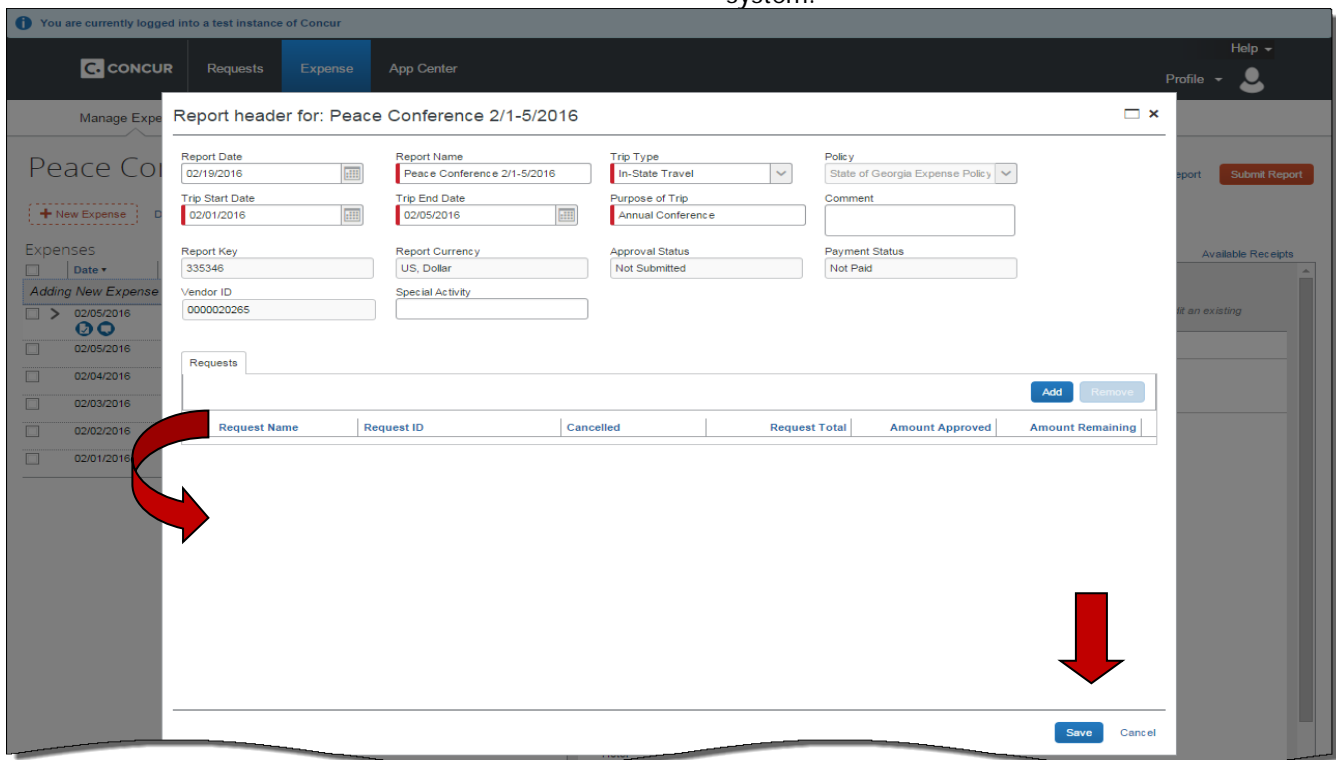 system.
You are currently logged into a test instance of Concur
Help
C. CONCUR Requests Expense App Center
Profile
Manage Expe
Report header for: Peace Conference 2/1-5/2016
Peace Co
eport Submit Report
+ New Expense D
Report Date Report Name Trip Type Policy
02/19/2016 Peace Conference 2/1-5/2016 In-State Travel State of Georgia Expense Policy
Trip Start Date Trip End Date Purpose of Trip Comment
02/01/2016 02/05/2016 Annual Conference
Expenses
Available Receipts
Date
Report Key Report Currency Approval Status Payment Status
335346 US, Dollar Not Submitted Not Paid
Adding New Expense
Vendor ID Special Activity
0000020265
02/05/2016
dit an existing
02/05/2016
Requests
02/04/2016
Add Remove
02/03/2016
Request Name Request ID Cancelled Request Total Amount Approved Amount Remaining
02/02/2016
02/01/2016
Save Cancel